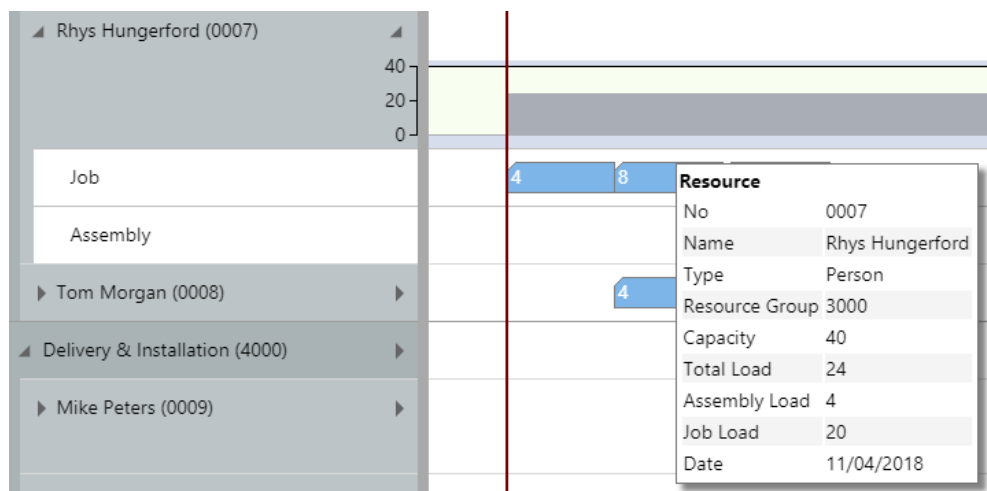 Rhys Hungerford (0007)
40
20
0
Job
4
8
Resource
No 0007
Name Rhys Hungerford
Type Person
Resource Group 3000
Capacity 40
Total Load 24
Assembly Load 4
Job Load 20
Date 11/04/2018
Assembly
Tom Morgan (0008)
4
Delivery & Installation (4000)
Mike Peters (0009)